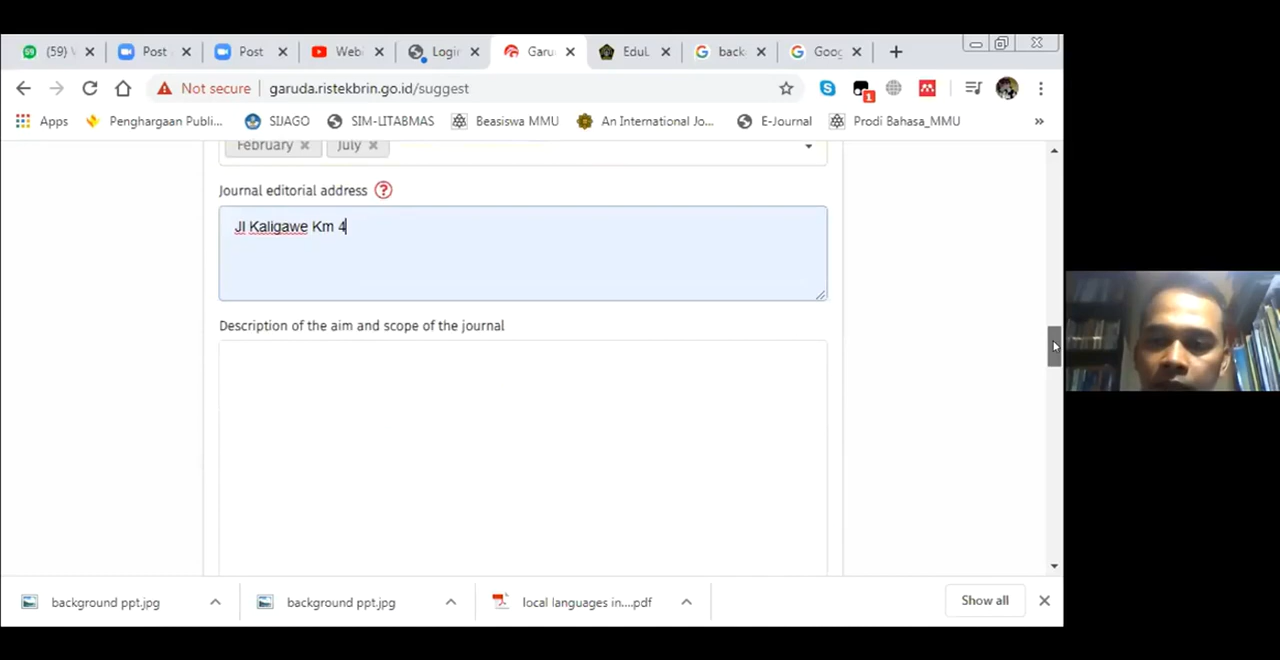 (59)
Post
Post
Web
Login
Garu
EduL
back
Goog
Not secure
garuda.ristekbrin.go.id/suggest
1
Apps
Penghargaan Publi...
SIJAGO
SIM-LITABMAS
Beasiswa MMU
An International Jo...
E-Journal
Prodi Bahasa_MMU
»
February ×
July ×
Journal editorial address ?
Jl Kaligawe Km 4
Description of the aim and scope of the journal
background ppt.jpg
background ppt.jpg
local languages in....pdf
Show all